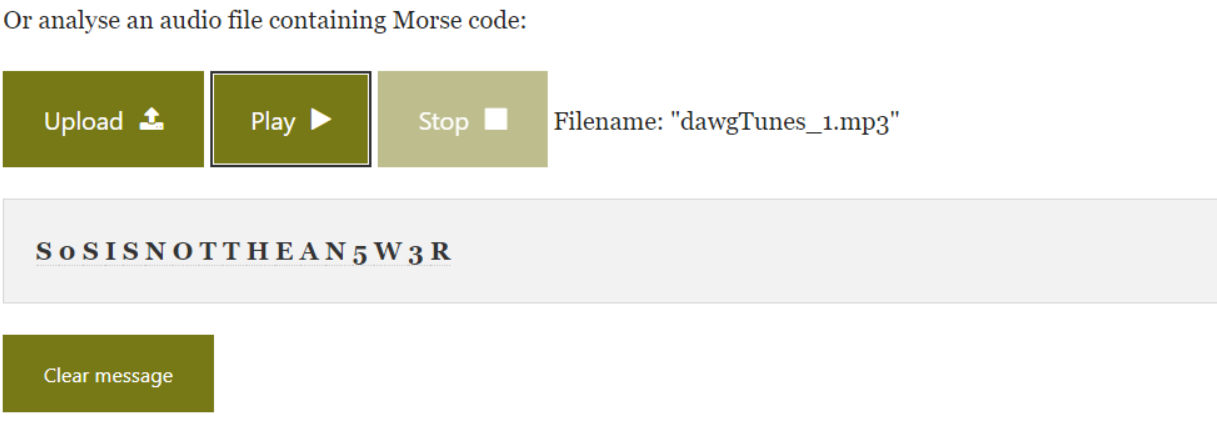 Or analyse an audio file containing Morse code:
Upload Play Stop Filename: "dawgTunes_1.mp3"
S 0 S I S N O T T H E A N 5 W 3 R
Clear message